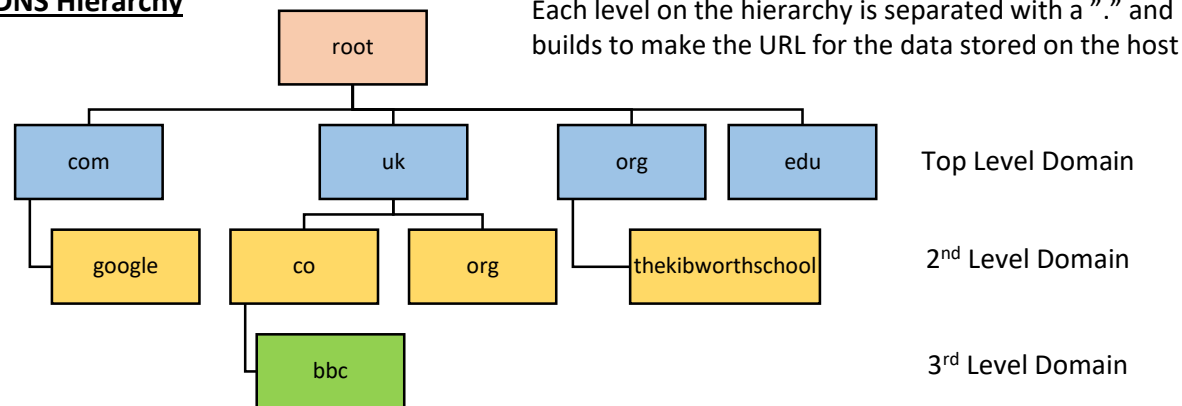 DNS Hierarchy
Each level on the hierarchy is separated with a ”.” and
builds to make the URL for the data stored on the host
root
com
uk
org
edu
Top Level Domain
google
co
org
thekibworthschool
2nd Level Domain
bbc
3rd Level Domain